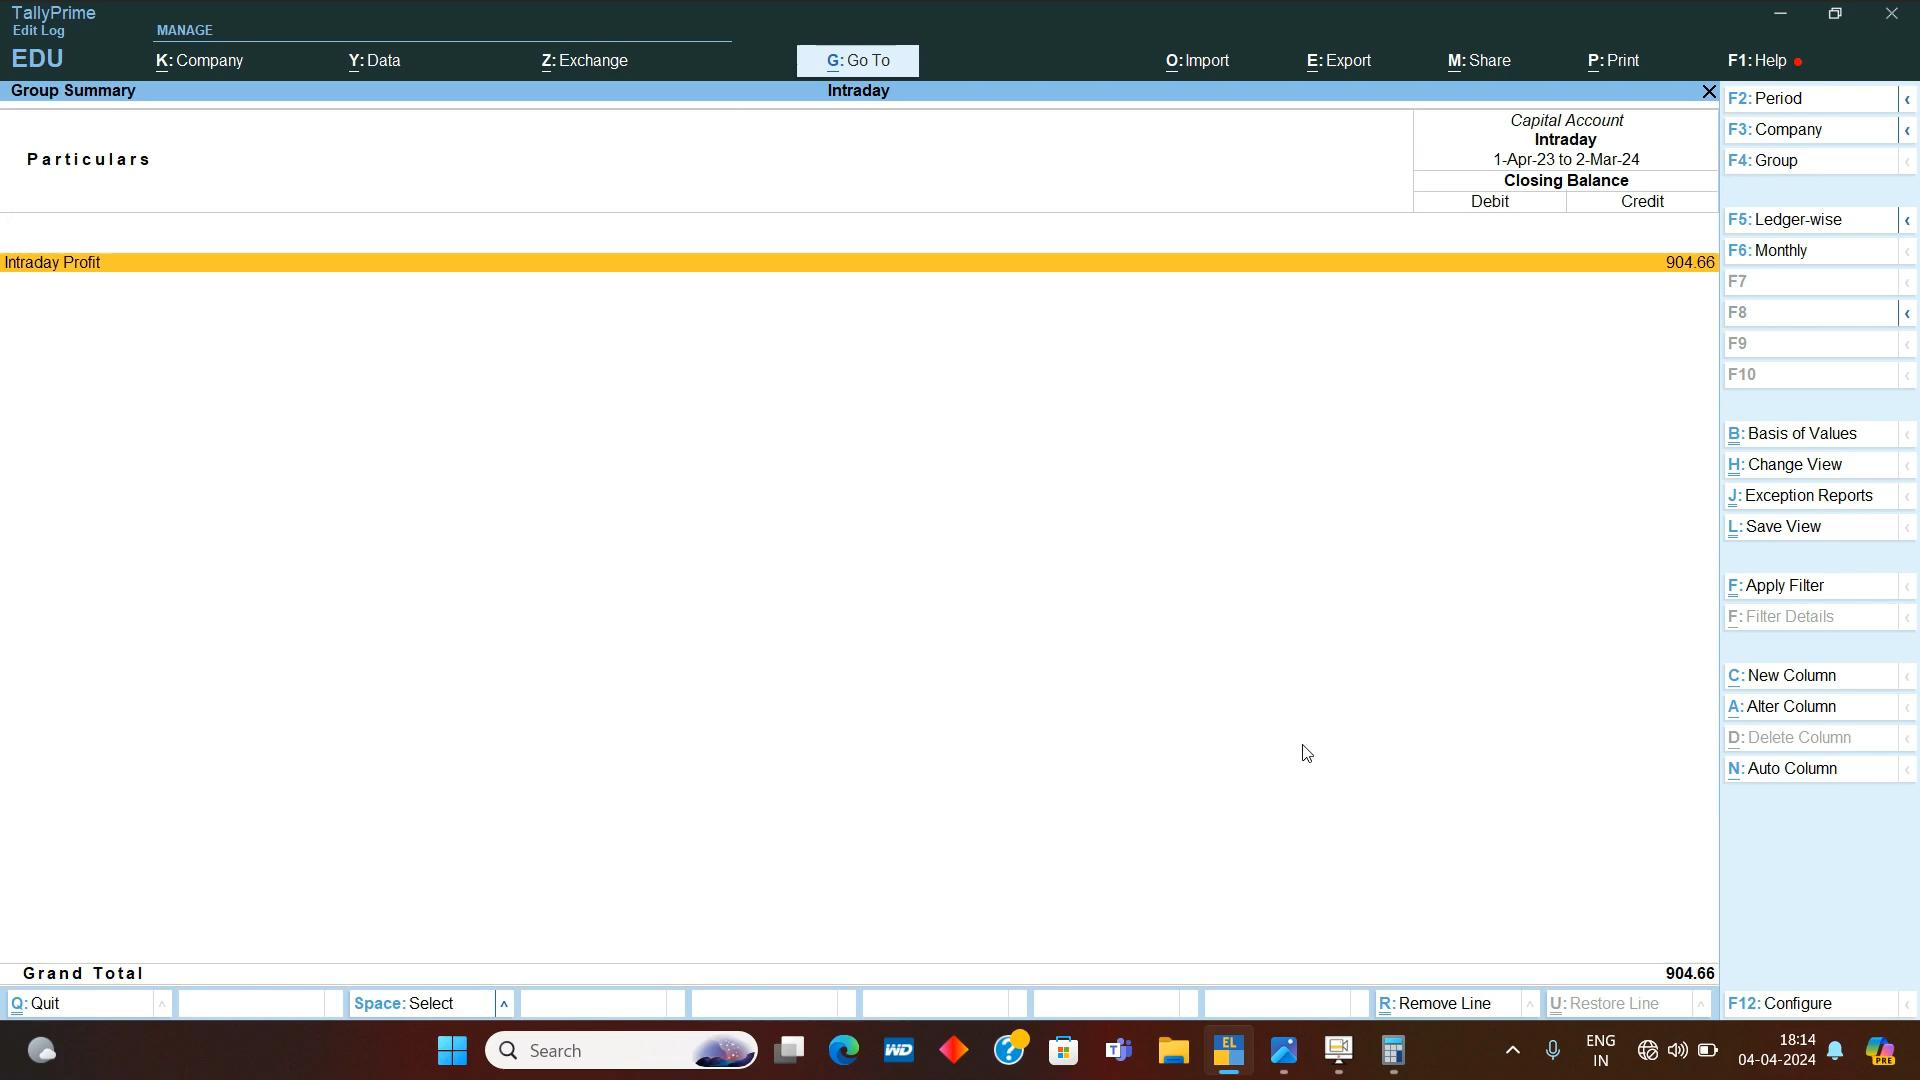 TallyPrime
Edit Log
EDU
MANAGE
K: Company
Y: Data
Z: Exchange
G: Go To
O: Import
E: Export
M: Share
P: Print
F1: Help
Group Summary
Intraday
Particulars
Capital Account
Intraday
1-Apr-23 to 2-Mar-24
Closing Balance
Debit Credit
Intraday Profit 904.66
Grand Total 904.66
F2: Period
F3: Company
F4: Group
F5: Ledger-wise
F6: Monthly
F7
F8
F9
F10
B: Basis of Values
H: Change View
J: Exception Reports
L: Save View
F: Apply Filter
F: Filter Details
C: New Column
A: Alter Column
D: Delete Column
N: Auto Column
Q: Quit
Space: Select
R: Remove Line
U: Restore Line
F12: Configure
Search
WD
EL
PRE
ENG
IN
18:14
04-04-2024